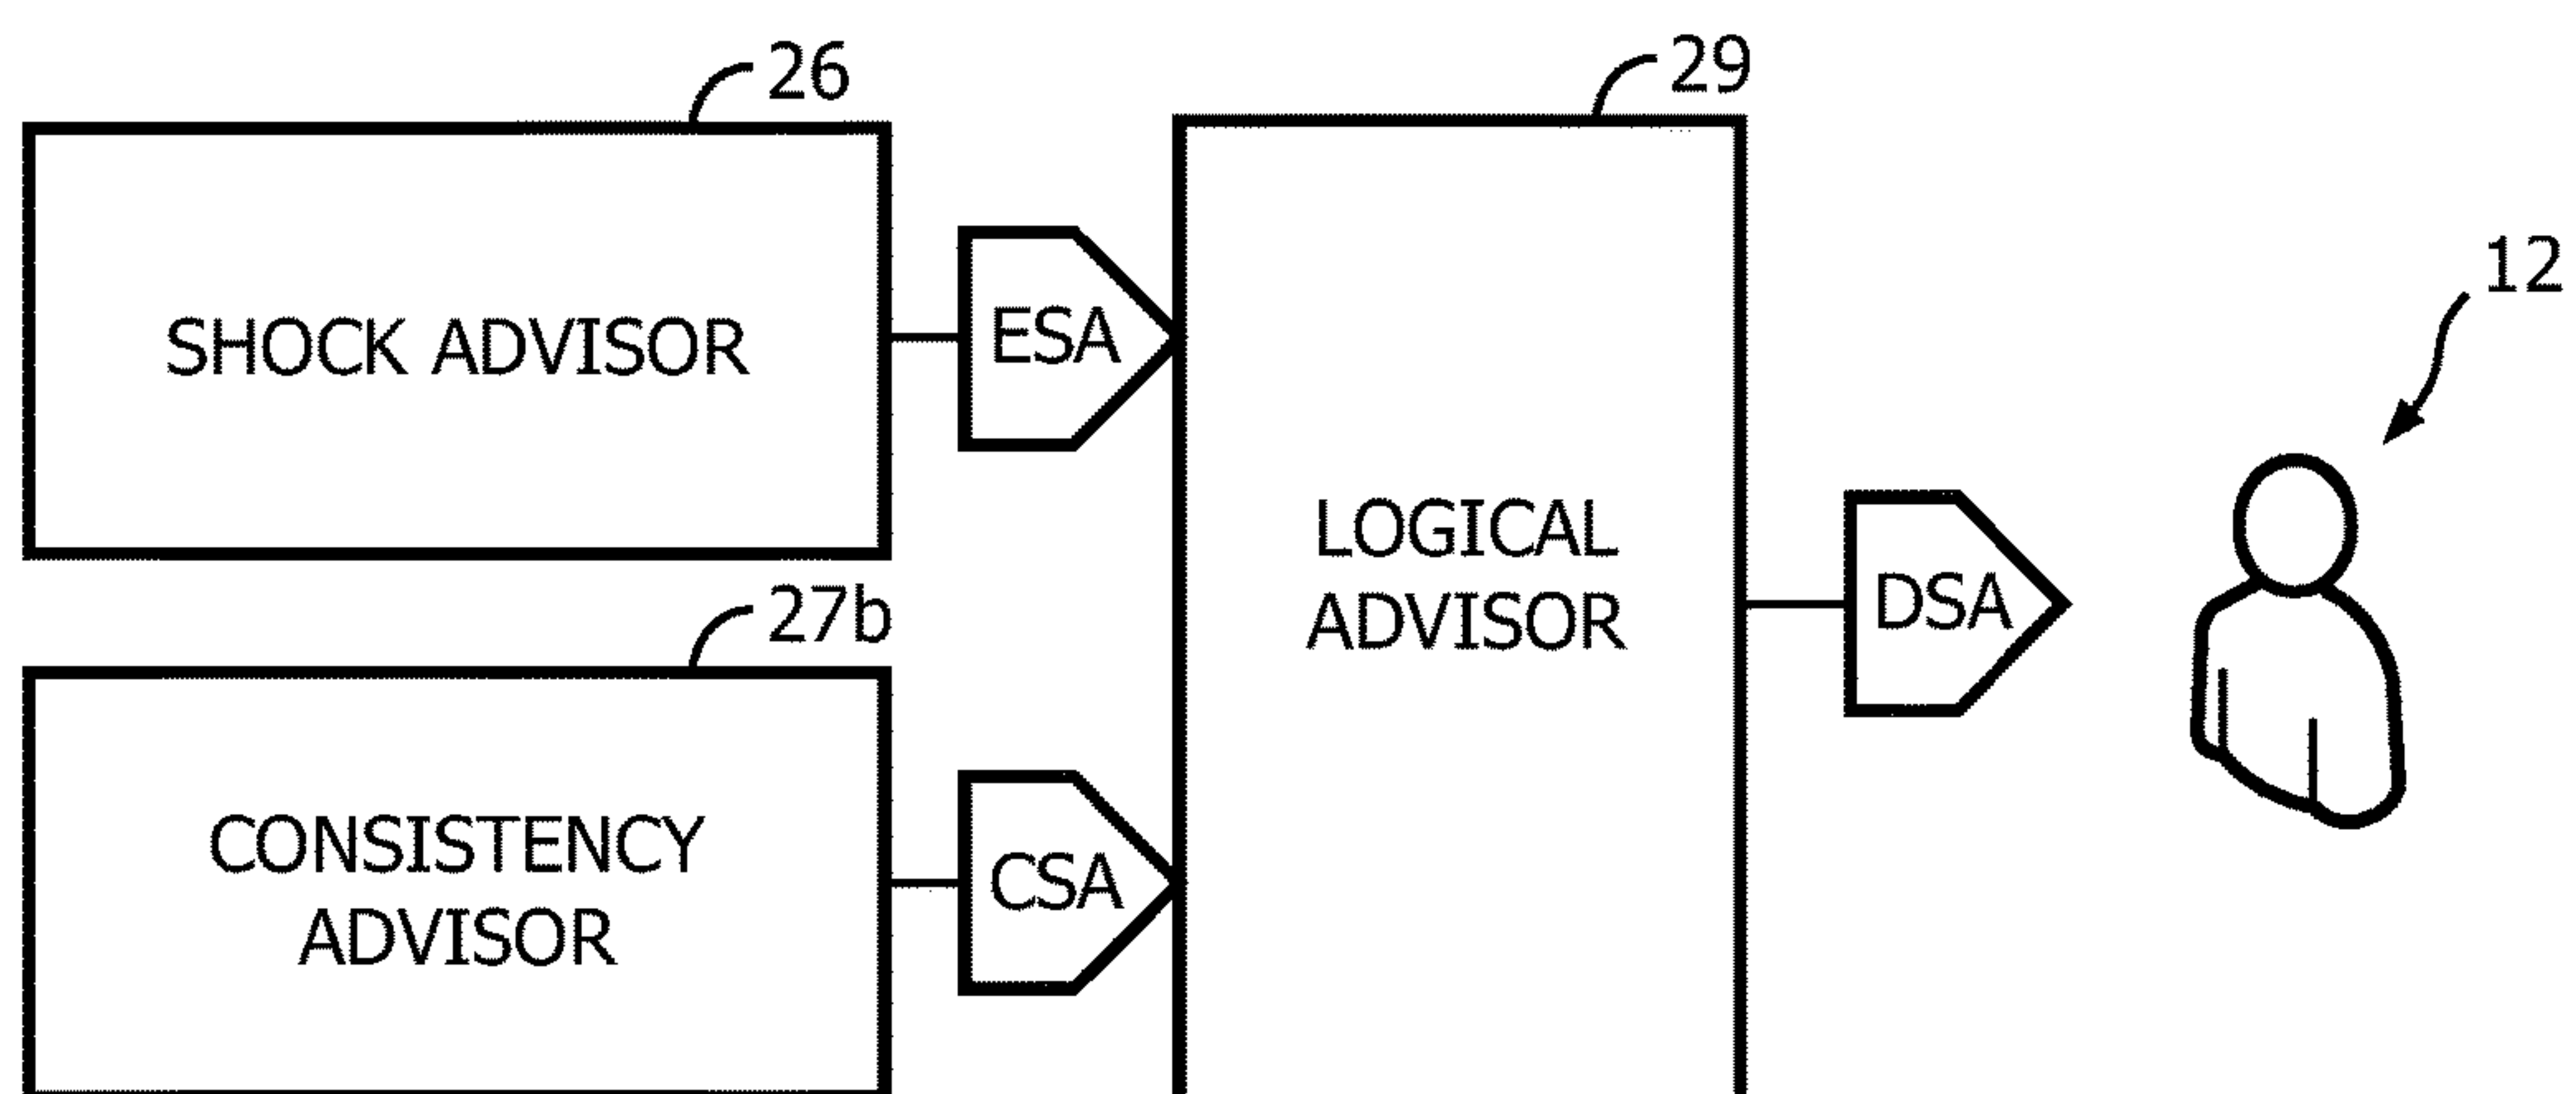 26
29
12
SHOCK ADVISOR
ESA
LOGICAL
ADVISOR
DSA
27b
CONSISTENCY
ADVISOR
CSA